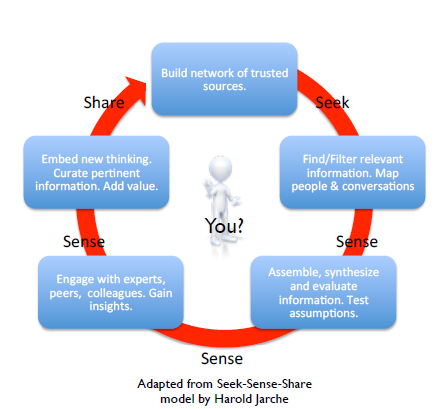 Build network of trusted
sources.
Share
Seek
Embed new thinking.
Curate pertinent
information. Add value.
Find/Filter relevant
information. Map
people & conversations
You?
Sense
Sense
Engage with experts,
peers, colleagues. Gain
insights.
Assemble, synthesize
and evaluate
information. Test
assumptions.
Sense
Adapted from Seek-Sense-Share
model by Harold Jarche